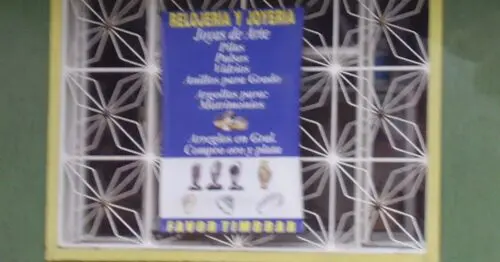 RELOJERIA Y JOYERIA
Joyas de Arte
Pilas
Pulsos
Vidrios
Anillos para Grado
Argollas para:
Matrimonios
Arreglos en Gral.
Compro oro y plata
FAVOR TIMBRAR